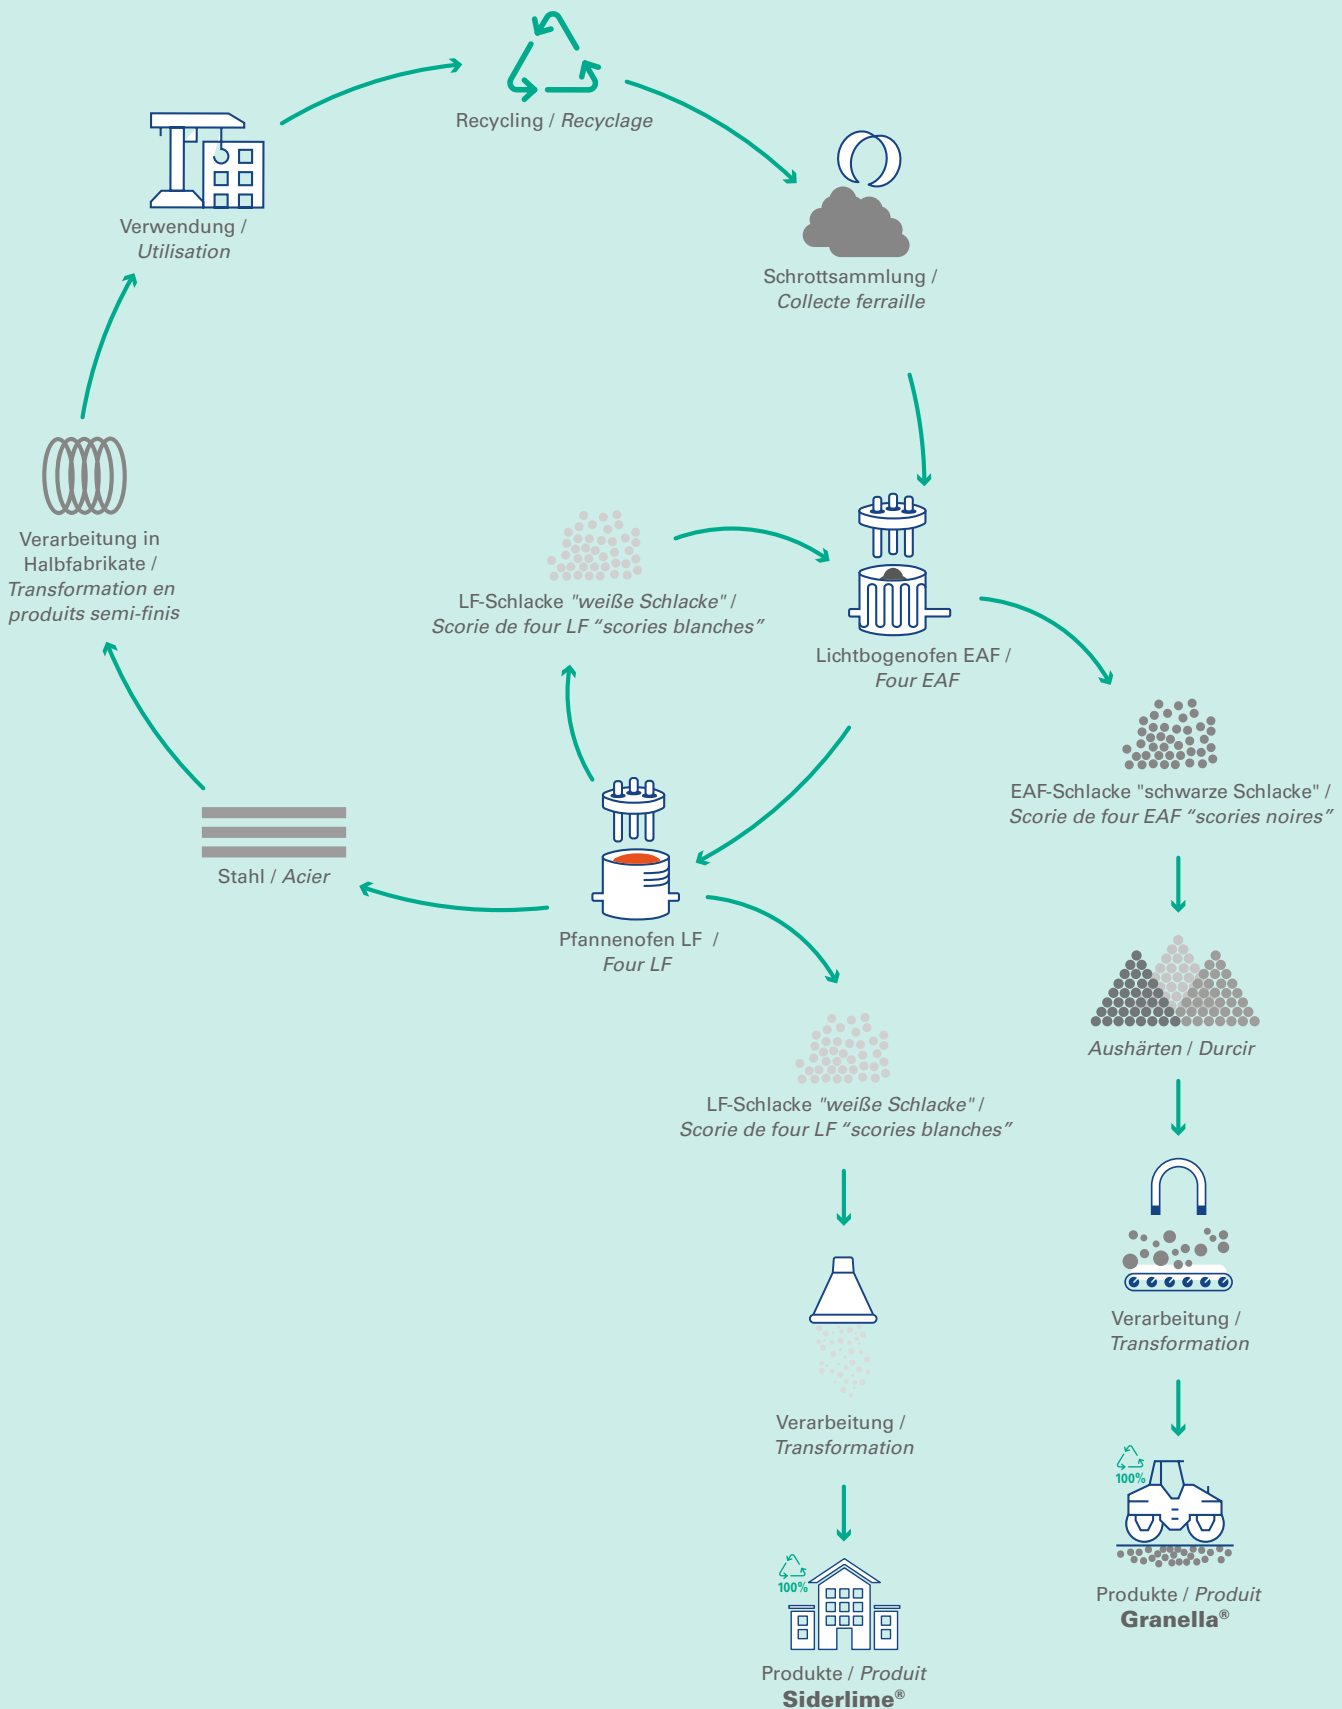 Recycling / Recyclage
Verwendung /
Utilisation
Schrottsammlung /
Collecte ferraille
Verarbeitung in
Halbfabrikate /
Transformation en
produits semi-finis
LF-Schlacke "weiße Schlacke" /
Scorie de four LF “scories blanches”
Lichtbogenofen EAF /
Four EAF
EAF-Schlacke "schwarze Schlacke" /
Scorie de four EAF “scories noires”
Stahl / Acier
Pfannenofen LF /
Four LF
Aushärten / Durcir
LF-Schlacke "weiße Schlacke" /
Scorie de four LF “scories blanches”
Verarbeitung /
Transformation
Verarbeitung /
Transformation
100%
Produkte / Produit
Granella®
100%
Produkte / Produit
Siderlime®